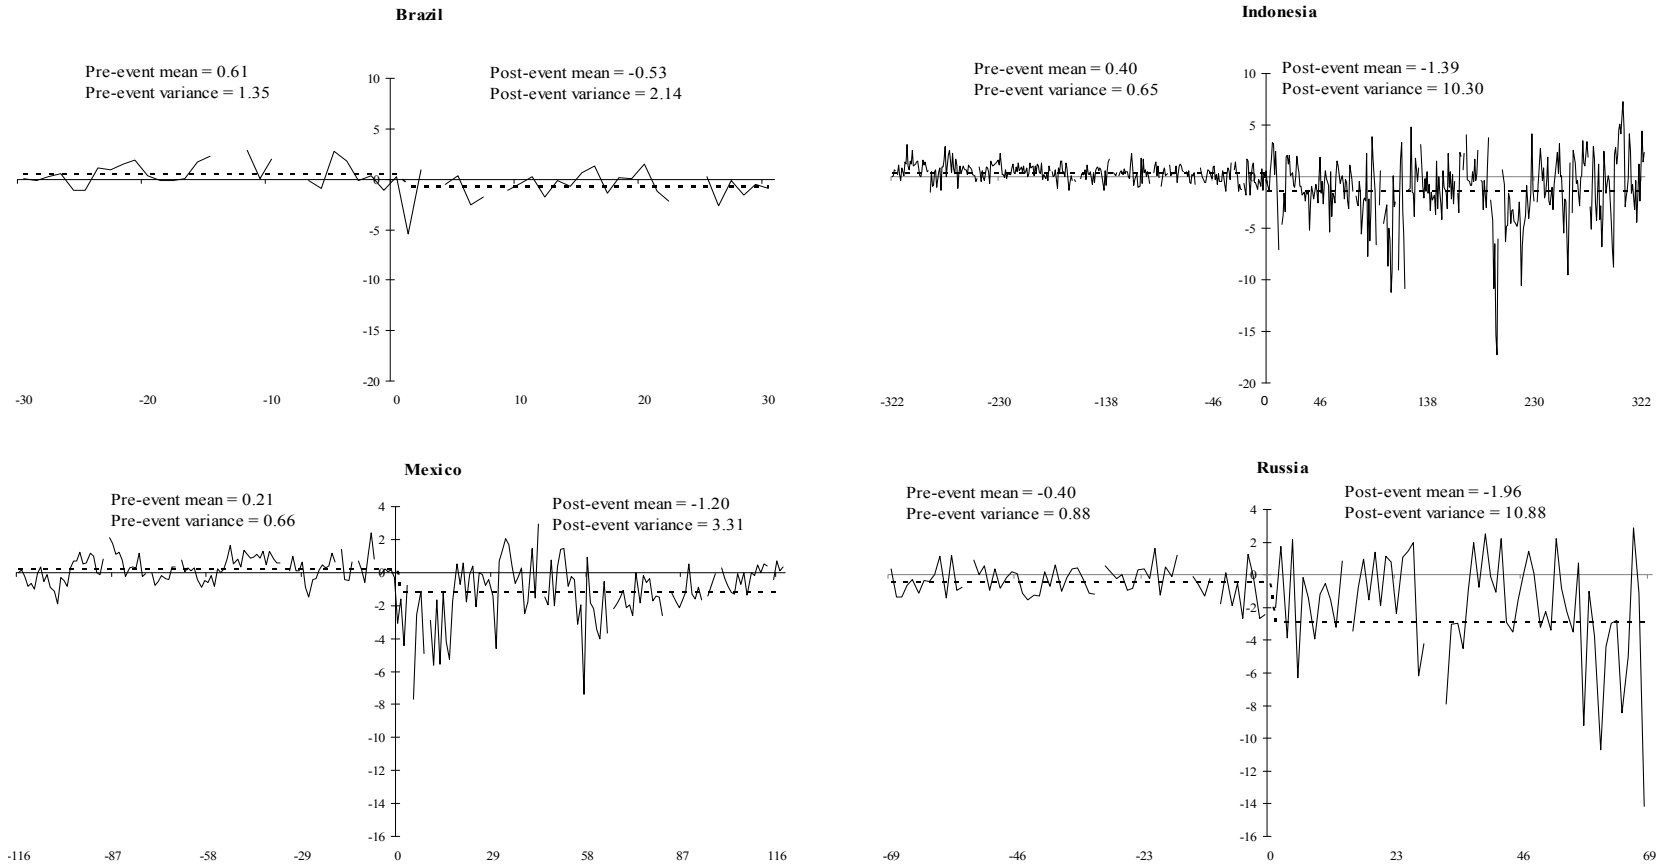 Brazil
Pre-event mean = 0.61
Pre-event variance = 1.35
Post-event mean = -0.53
Post-event variance = 2.14
10
5
0
-5
-10
-15
-20
-30 -20 -10 0 10 20 30
Indonesia
Pre-event mean = 0.40
Pre-event variance = 0.65
Post-event mean = -1.39
Post-event variance = 10.30
10
5
0
-5
-10
-15
-20
-322 -230 -138 -46 0 46 138 230 322
Mexico
Pre-event mean = 0.21
Pre-event variance = 0.66
Post-event mean = -1.20
Post-event variance = 3.31
4
2
0
-2
-4
-6
-8
-10
-12
-14
-16
-116 -87 -58 -29 0 29 58 87 116
Russia
Pre-event mean = -0.40
Pre-event variance = 0.88
Post-event mean = -1.96
Post-event variance = 10.88
4
2
0
-2
-4
-6
-8
-10
-12
-14
-16
-69 -46 -23 0 23 46 69